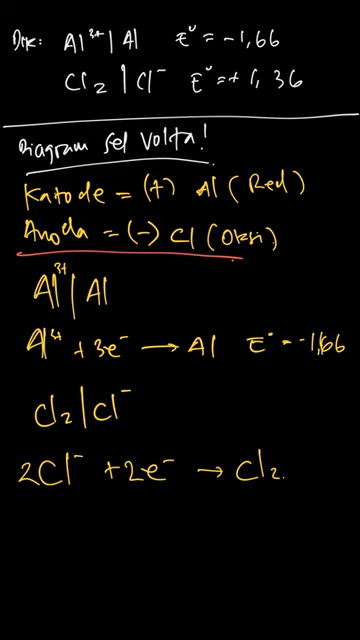 Dik: Al³⁺ | Al E° = -1,66
Cl₂ | Cl⁻ E° = + 1,36
Diagram Sel Volta!
Katode = (+) Al (Red)
Anoda = (-) Cl (Oksi)
Al³⁺ | Al
Al³⁺ + 3e⁻ → Al E° = -1,66
Cl₂ | Cl⁻
2Cl⁻ + 2e⁻ → Cl₂.